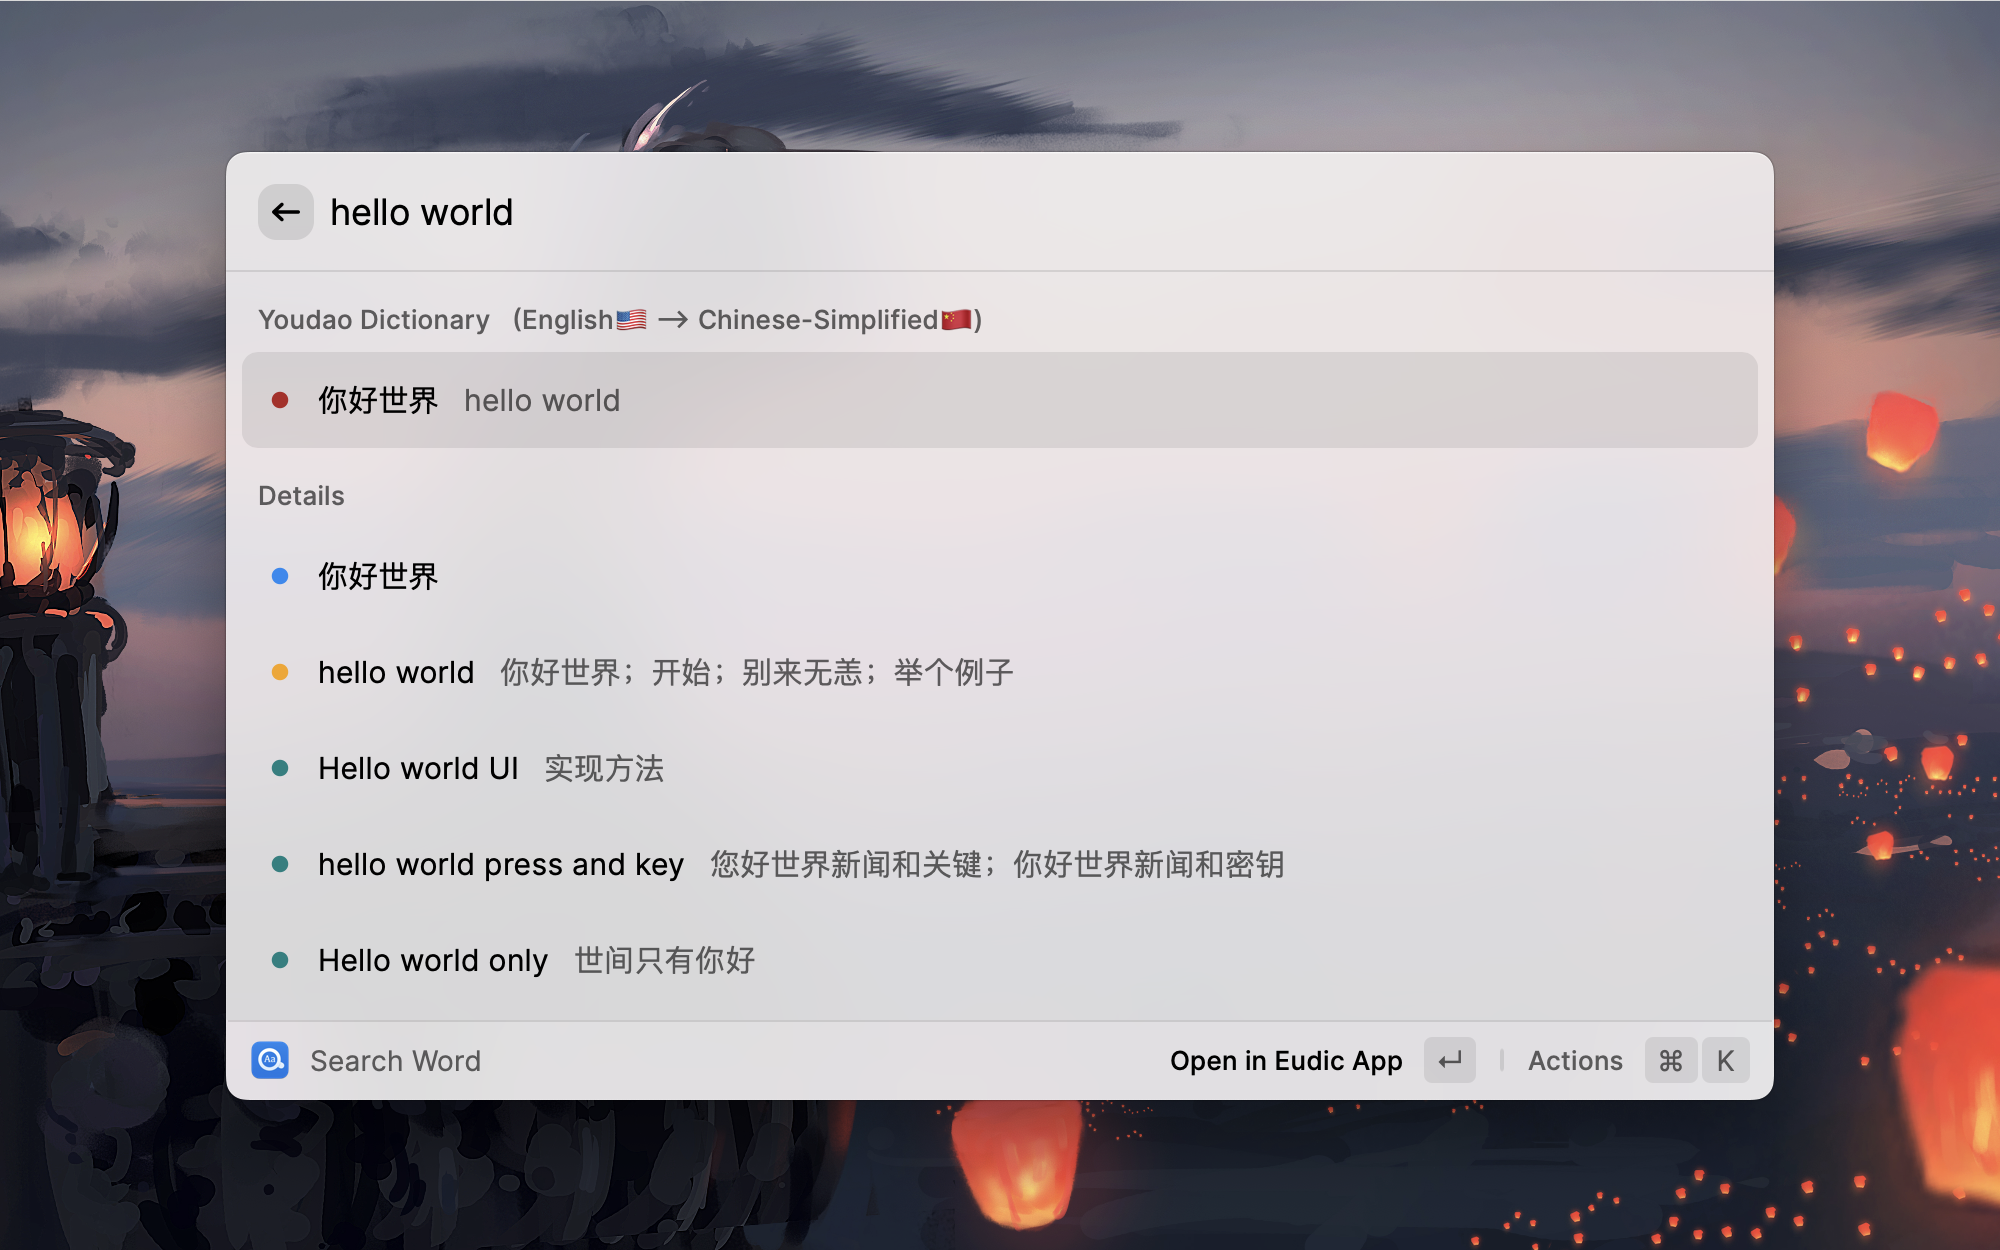 hello world
Youdao Dictionary (English🇺🇸 → Chinese-Simplified🇨🇳)
你好世界 hello world
Details
你好世界
hello world 你好世界；开始；别来无恙；举个例子
Hello world UI 实现方法
hello world press and key 您好世界新闻和关键；你好世界新闻和密钥
Hello world only 世间只有你好
Aa Search Word Open in Eudic App ↵ Actions ⌘ K